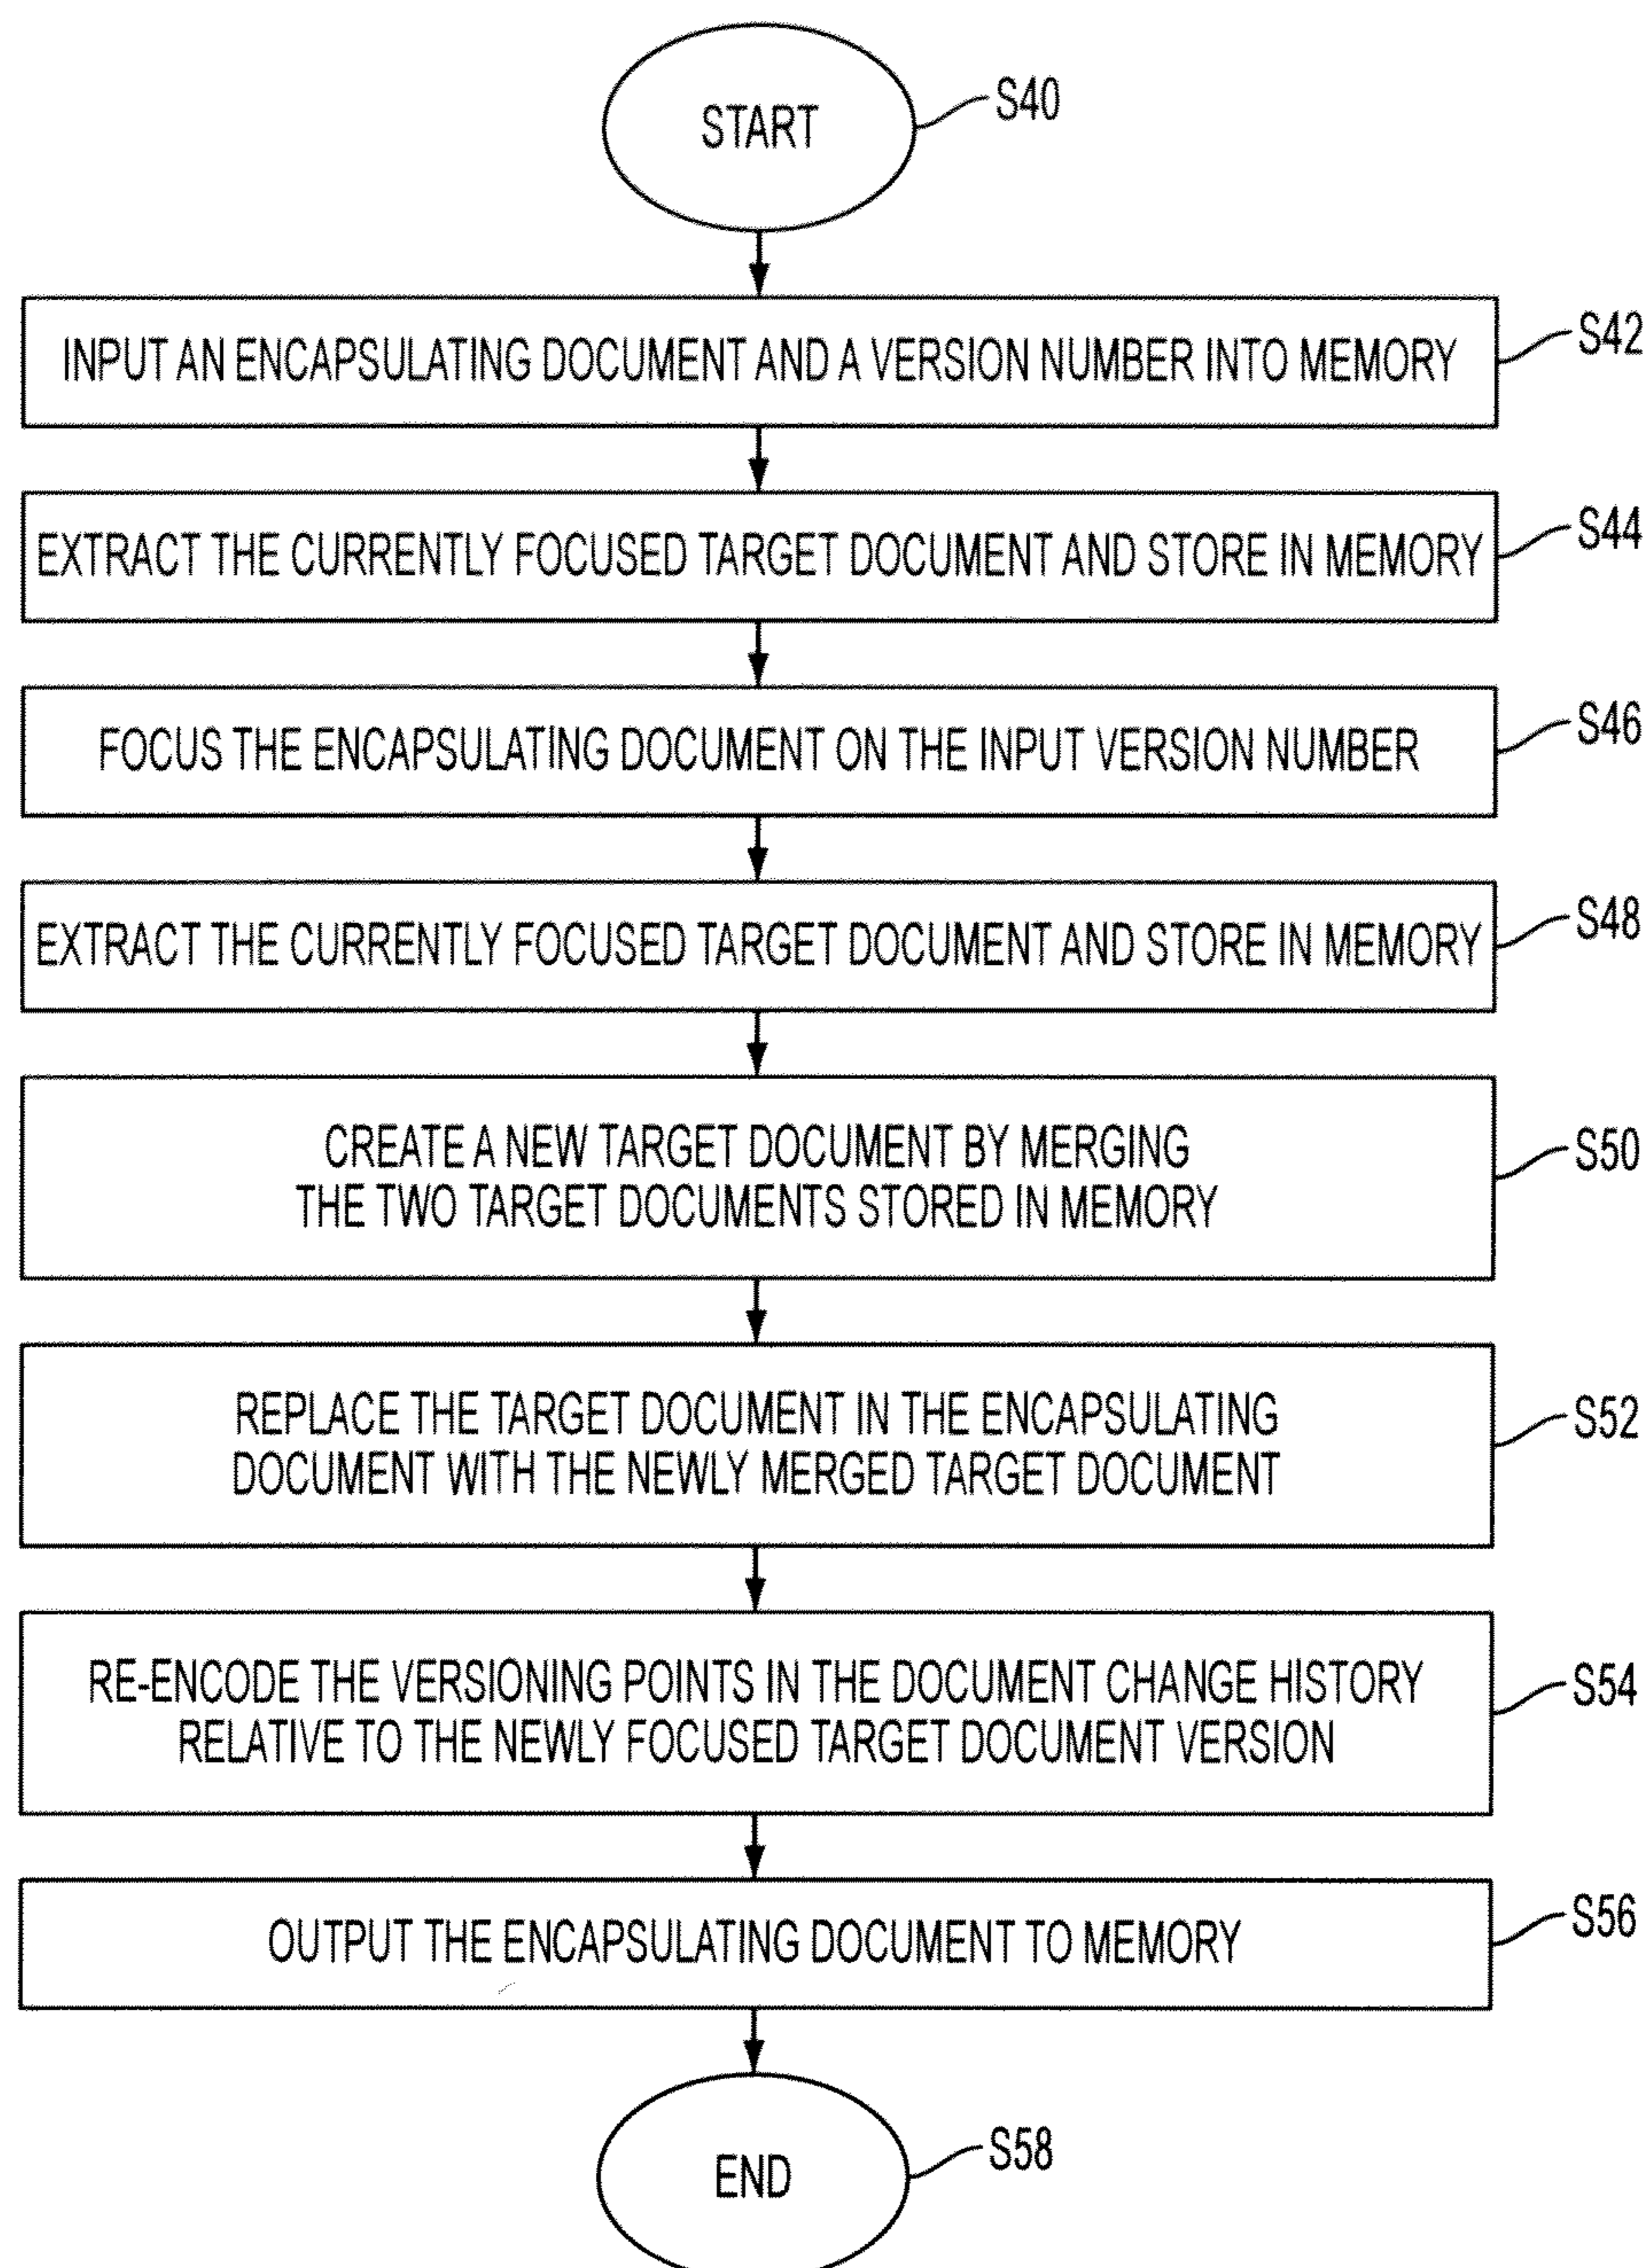 START
S40
INPUT AN ENCAPSULATING DOCUMENT AND A VERSION NUMBER INTO MEMORY
S42
EXTRACT THE CURRENTLY FOCUSED TARGET DOCUMENT AND STORE IN MEMORY
S44
FOCUS THE ENCAPSULATING DOCUMENT ON THE INPUT VERSION NUMBER
S46
EXTRACT THE CURRENTLY FOCUSED TARGET DOCUMENT AND STORE IN MEMORY
S48
CREATE A NEW TARGET DOCUMENT BY MERGING
THE TWO TARGET DOCUMENTS STORED IN MEMORY
S50
REPLACE THE TARGET DOCUMENT IN THE ENCAPSULATING
DOCUMENT WITH THE NEWLY MERGED TARGET DOCUMENT
S52
RE-ENCODE THE VERSIONING POINTS IN THE DOCUMENT CHANGE HISTORY
RELATIVE TO THE NEWLY FOCUSED TARGET DOCUMENT VERSION
S54
OUTPUT THE ENCAPSULATING DOCUMENT TO MEMORY
S56
END
S58